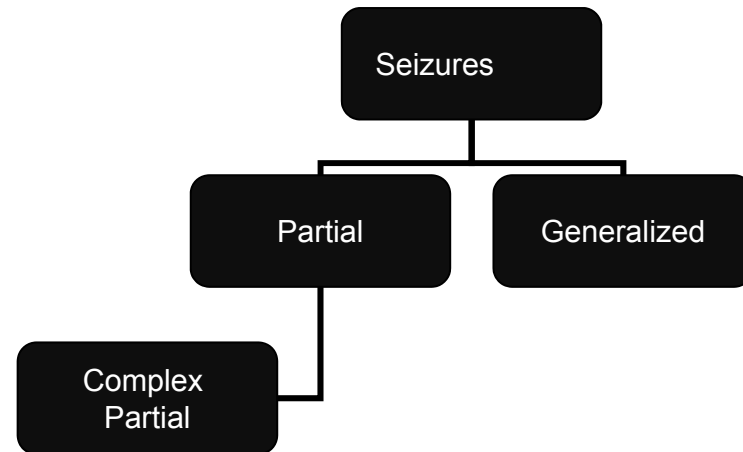 Seizures
Partial
Generalized
Complex
Partial